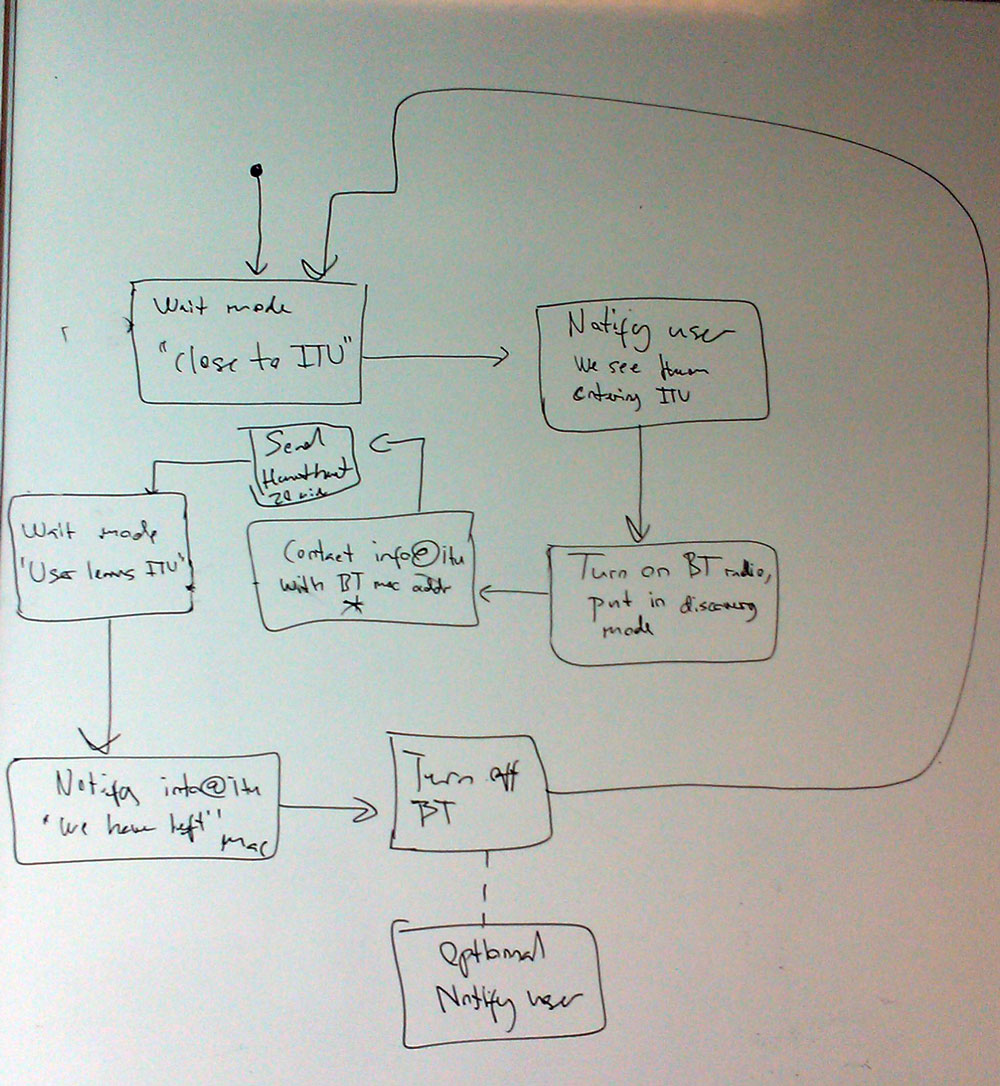 Wait mode
"Close to ITU"
Notify user
We see
entering ITU
Send
20 min
Wait mode
"User leaves ITU"
Contact info@itu
with BT mac addr
*
Turn on BT radio,
put in discovery
mode
Notify info@itu
"We have left"
mac
Turn off
BT
Optional
Notify user